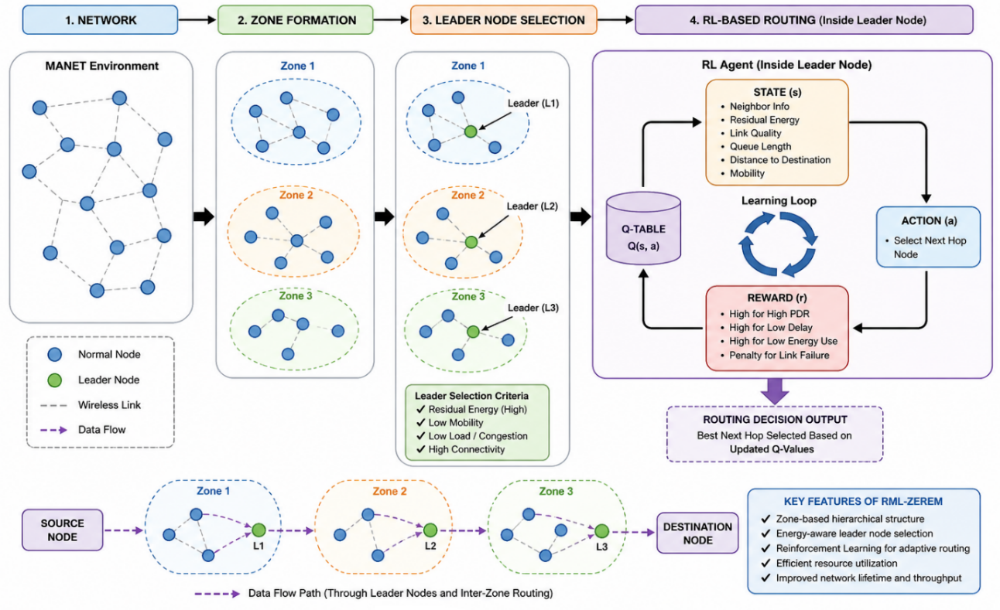 1. NETWORK
2. ZONE FORMATION
3. LEADER NODE SELECTION
4. RL-BASED ROUTING (Inside Leader Node)
MANET Environment
Zone 1
Zone 2
Zone 3
Zone 1
Leader (L1)
Zone 2
Leader (L2)
Zone 3
Leader (L3)
Leader Selection Criteria
✓ Residual Energy (High)
✓ Low Mobility
✓ Low Load / Congestion
✓ High Connectivity
RL Agent (Inside Leader Node)
STATE (s)
• Neighbor Info
• Residual Energy
• Link Quality
• Queue Length
• Distance to Destination
• Mobility
Learning Loop
Q-TABLE
Q(s, a)
ACTION (a)
• Select Next Hop
Node
REWARD (r)
• High for High PDR
• High for Low Delay
• High for Low Energy Use
• Penalty for Link Failure
ROUTING DECISION OUTPUT
Best Next Hop Selected Based on
Updated Q-Values
Normal Node
Leader Node
Wireless Link
Data Flow
SOURCE
NODE
Zone 1
L1
Zone 2
L2
Zone 3
L3
DESTINATION
NODE
Data Flow Path (Through Leader Nodes and Inter-Zone Routing)
KEY FEATURES OF RML-ZEREM
✓ Zone-based hierarchical structure
✓ Energy-aware leader node selection
✓ Reinforcement Learning for adaptive routing
✓ Efficient resource utilization
✓ Improved network lifetime and throughput